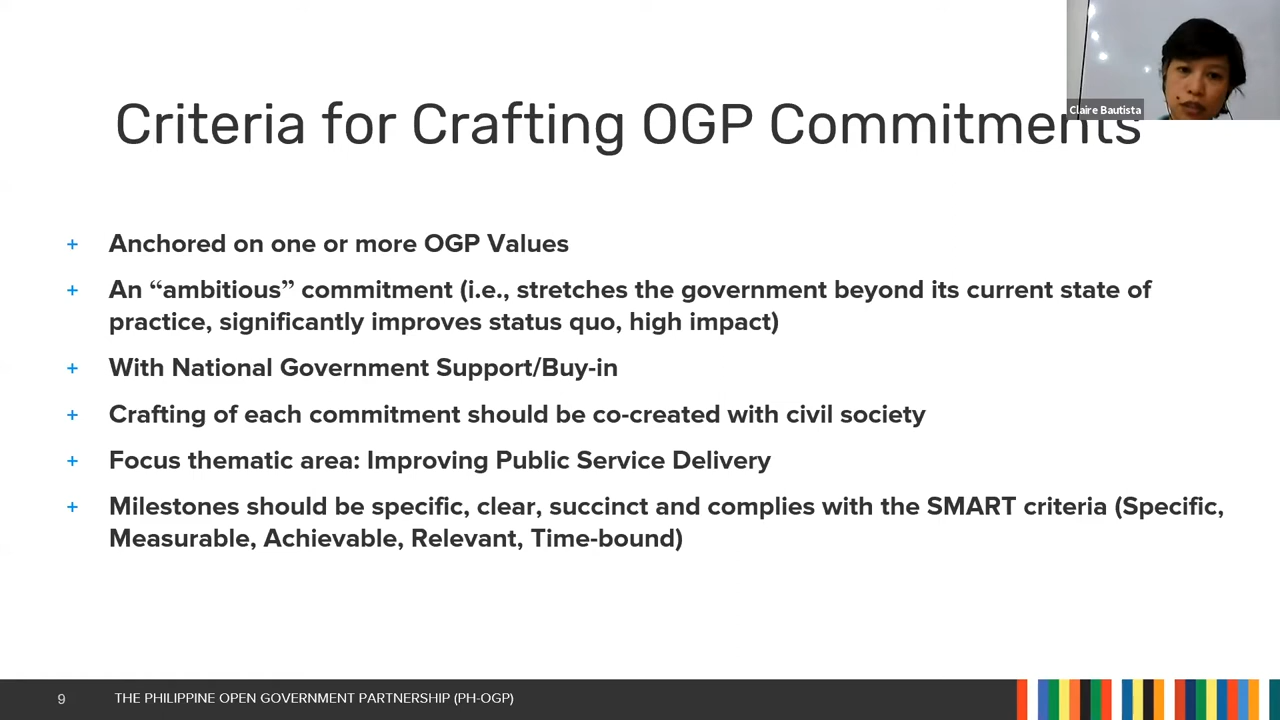 Claire Bautista
Criteria for Crafting OGP Commitments
+ Anchored on one or more OGP Values
+ An “ambitious” commitment (i.e., stretches the government beyond its current state of
practice, significantly improves status quo, high impact)
+ With National Government Support/Buy-in
+ Crafting of each commitment should be co-created with civil society
+ Focus thematic area: Improving Public Service Delivery
+ Milestones should be specific, clear, succinct and complies with the SMART criteria (Specific,
Measurable, Achievable, Relevant, Time-bound)
9 THE PHILIPPINE OPEN GOVERNMENT PARTNERSHIP (PH-OGP)